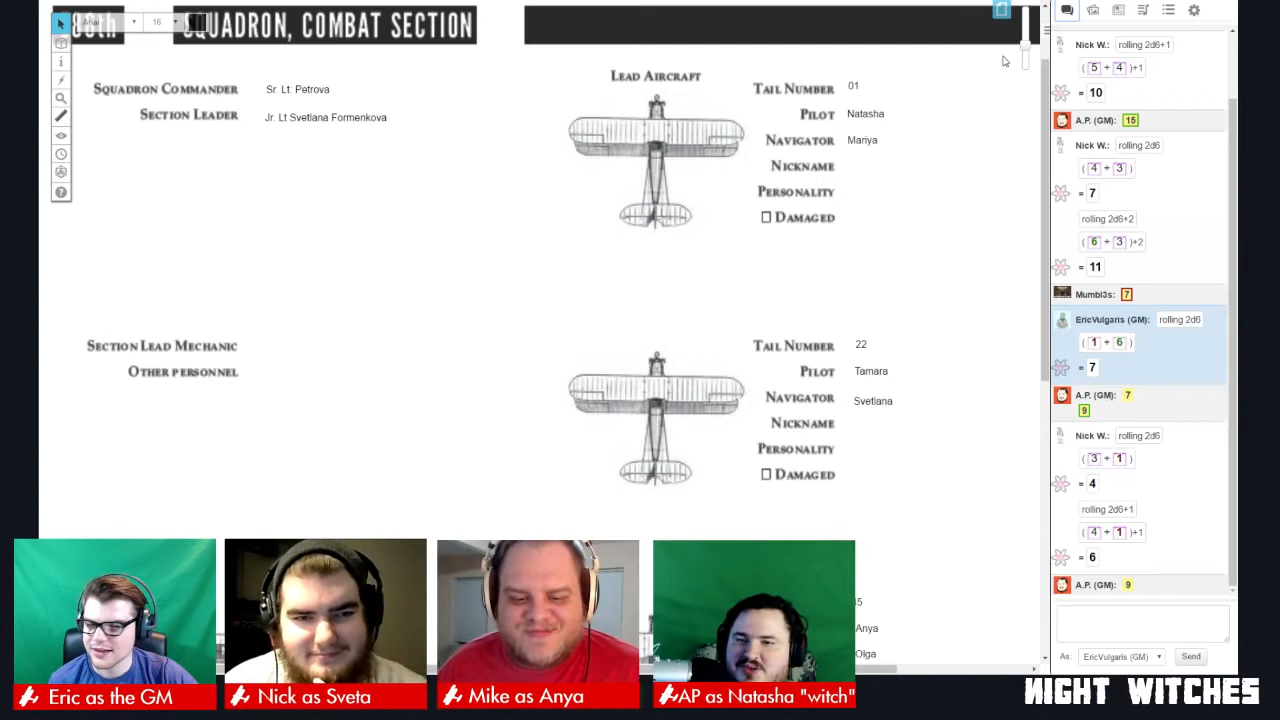 Arial
16
SQUADRON, COMBAT SECTION
SQUADRON COMMANDER Sr. Lt: Petrova
SECTION LEADER Jr. Lt Svetlana Formenkova
LEAD AIRCRAFT
TAIL NUMBER 01
PILOT Natasha
NAVIGATOR Mariya
NICKNAME
PERSONALITY
DAMAGED
SECTION LEAD MECHANIC
OTHER PERSONNEL
TAIL NUMBER 22
PILOT Tamara
NAVIGATOR Svetlana
NICKNAME
PERSONALITY
DAMAGED
Anya
Olga
Nick W.: rolling 2d6+1
( 5 + 4 )+1
= 10
A.P. (GM): 15
Nick W.: rolling 2d6
( 4 + 3 )
= 7
rolling 2d6+2
( 6 + 3 )+2
= 11
Mumbl3s: 7
EricVulgaris (GM): rolling 2d6
( 1 + 6 )
= 7
A.P. (GM): 7
9
Nick W.: rolling 2d6
( 3 + 1 )
= 4
rolling 2d6+1
( 4 + 1 )+1
= 6
A.P. (GM): 9
As: EricVulgaris (GM) Send
Eric as the GM
Nick as Sveta
Mike as Anya
AP as Natasha "witch"
NIGHT WITCHES